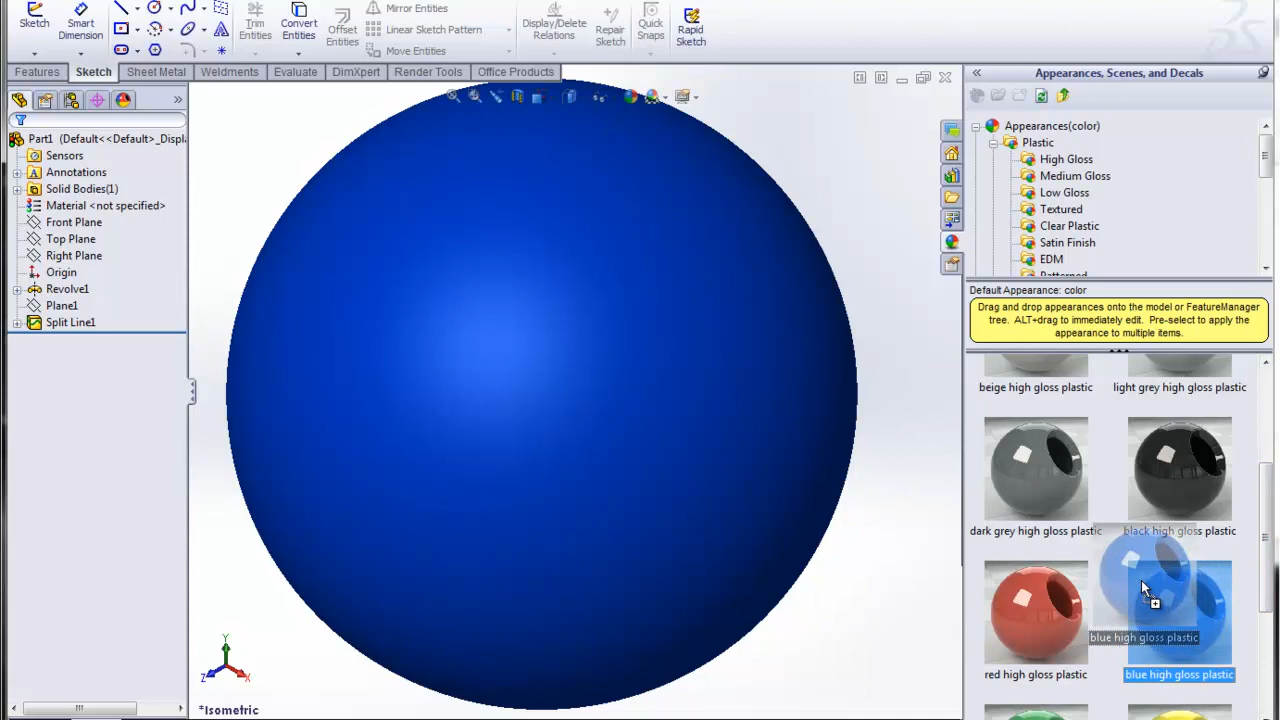 Sketch
Smart Dimension
Trim Entities
Convert Entities
Offset Entities
Mirror Entities
Linear Sketch Pattern
Move Entities
Display/Delete Relations
Repair Sketch
Quick Snaps
Rapid Sketch
Features
Sketch
Sheet Metal
Weldments
Evaluate
DimXpert
Render Tools
Office Products
Part1 (Default<<Default>_Displ
Sensors
Annotations
Solid Bodies(1)
Material <not specified>
Front Plane
Top Plane
Right Plane
Origin
Revolve1
Plane1
Split Line1
Y
Z
X
*Isometric
Appearances, Scenes, and Decals
Appearances(color)
Plastic
High Gloss
Medium Gloss
Low Gloss
Textured
Clear Plastic
Satin Finish
EDM
Patterned
Default Appearance: color
Drag and drop appearances onto the model or FeatureManager
tree. ALT+drag to immediately edit. Pre-select to apply the
appearance to multiple items.
beige high gloss plastic
light grey high gloss plastic
dark grey high gloss plastic
black high gloss plastic
blue high gloss plastic
red high gloss plastic
blue high gloss plastic